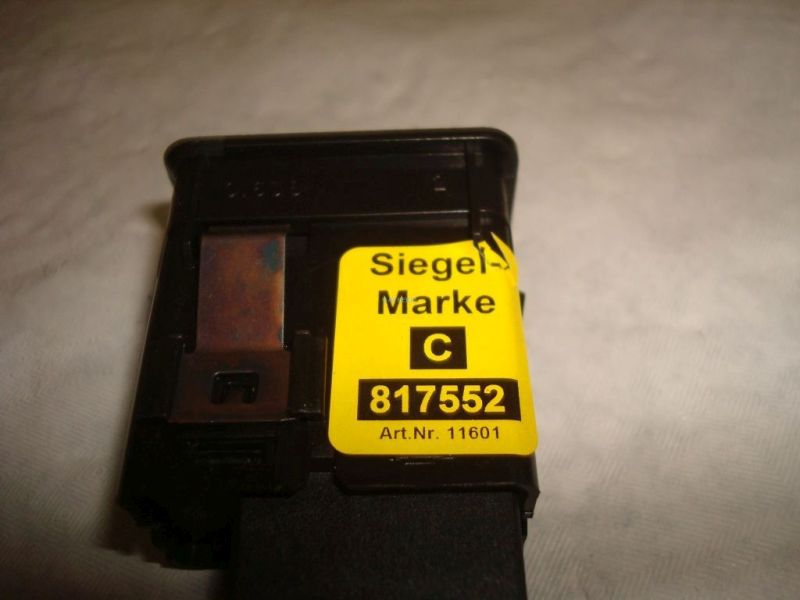 Siegel-
Marke
C
817552
Art.Nr. 11601